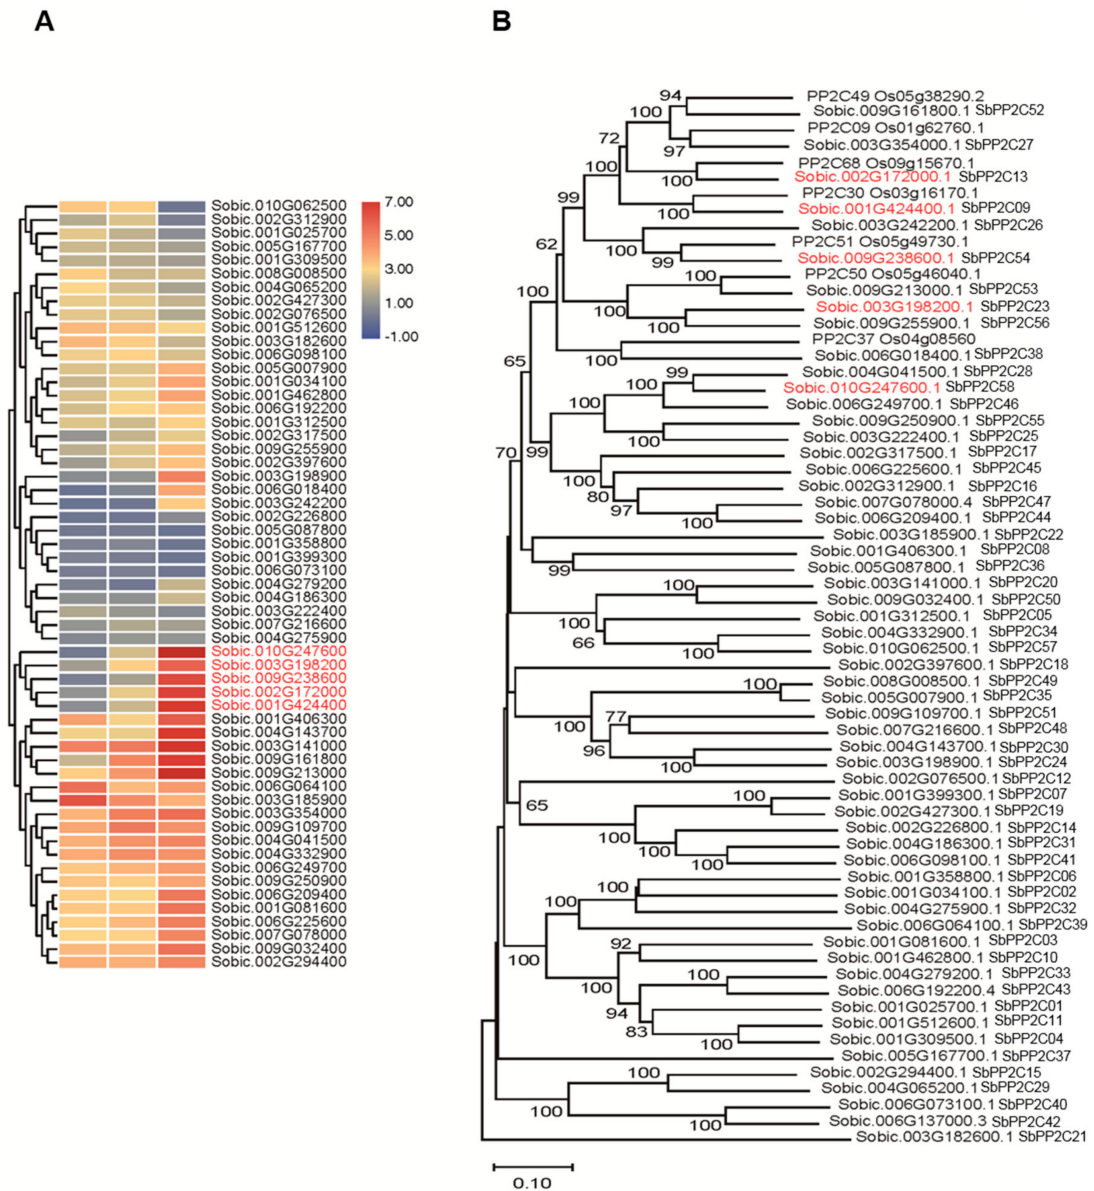 A
Sobic.010G062500
Sobic.002G312900
Sobic.001G025700
Sobic.005G167700
Sobic.001G309500
Sobic.008G008500
Sobic.004G065200
Sobic.002G427300
Sobic.002G076500
Sobic.001G512600
Sobic.003G182600
Sobic.006G098100
Sobic.005G007900
Sobic.001G034100
Sobic.001G462800
Sobic.006G192200
Sobic.001G312500
Sobic.002G317500
Sobic.009G255900
Sobic.002G397600
Sobic.003G198900
Sobic.006G018400
Sobic.003G242200
Sobic.002G226800
Sobic.005G087800
Sobic.001G358800
Sobic.001G399300
Sobic.006G073100
Sobic.004G279200
Sobic.004G186300
Sobic.003G222400
Sobic.007G216600
Sobic.004G275900
Sobic.010G247600
Sobic.003G198200
Sobic.009G238600
Sobic.002G172000
Sobic.001G424400
Sobic.001G406300
Sobic.004G143700
Sobic.003G141000
Sobic.009G161800
Sobic.009G213000
Sobic.006G064100
Sobic.003G185900
Sobic.003G354000
Sobic.009G109700
Sobic.004G041500
Sobic.004G332900
Sobic.006G249700
Sobic.009G250900
Sobic.006G209400
Sobic.001G081600
Sobic.006G225600
Sobic.007G078000
Sobic.009G032400
Sobic.002G294400
7.00
5.00
3.00
1.00
-1.00
B
94 PP2C49 Os05g38290.2
100 Sobic.009G161800.1 SbPP2C52
PP2C09 Os01g62760.1
72 97 Sobic.003G354000.1 SbPP2C27
100 PP2C68 Os09g15670.1
100 Sobic.002G172000.1 SbPP2C13
99 PP2C30 Os03g16170.1
100 Sobic.001G424400.1 SbPP2C09
Sobic.003G242200.1 SbPP2C26
62 100 PP2C51 Os05g49730.1
99 Sobic.009G238600.1 SbPP2C54
100 PP2C50 Os05g46040.1
100 Sobic.009G213000.1 SbPP2C53
100 Sobic.003G198200.1 SbPP2C23
100 Sobic.009G255900.1 SbPP2C56
PP2C37 Os04g08560
65 100 Sobic.006G018400.1 SbPP2C38
99 Sobic.004G041500.1 SbPP2C28
100 Sobic.010G247600.1 SbPP2C58
100 Sobic.006G249700.1 SbPP2C46
Sobic.009G250900.1 SbPP2C55
100 Sobic.003G222400.1 SbPP2C25
70 99 Sobic.002G317500.1 SbPP2C17
Sobic.006G225600.1 SbPP2C45
100 Sobic.002G312900.1 SbPP2C16
80 Sobic.007G078000.4 SbPP2C47
97 100 Sobic.006G209400.1 SbPP2C44
Sobic.003G185900.1 SbPP2C22
Sobic.001G406300.1 SbPP2C08
99 Sobic.005G087800.1 SbPP2C36
100 Sobic.003G141000.1 SbPP2C20
Sobic.009G032400.1 SbPP2C50
100 Sobic.001G312500.1 SbPP2C05
66 Sobic.004G332900.1 SbPP2C34
100 Sobic.010G062500.1 SbPP2C57
Sobic.002G397600.1 SbPP2C18
100 Sobic.008G008500.1 SbPP2C49
Sobic.005G007900.1 SbPP2C35
100 77 Sobic.009G109700.1 SbPP2C51
Sobic.007G216600.1 SbPP2C48
96 Sobic.004G143700.1 SbPP2C30
100 Sobic.003G198900.1 SbPP2C24
Sobic.002G076500.1 SbPP2C12
65 100 Sobic.001G399300.1 SbPP2C07
Sobic.002G427300.1 SbPP2C19
100 Sobic.002G226800.1 SbPP2C14
100 Sobic.004G186300.1 SbPP2C31
100 Sobic.006G098100.1 SbPP2C41
100 Sobic.001G358800.1 SbPP2C06
100 Sobic.001G034100.1 SbPP2C02
Sobic.004G275900.1 SbPP2C32
Sobic.006G064100.1 SbPP2C39
92 Sobic.001G081600.1 SbPP2C03
100 Sobic.001G462800.1 SbPP2C10
100 100 Sobic.004G279200.1 SbPP2C33
Sobic.006G192200.4 SbPP2C43
94 Sobic.001G025700.1 SbPP2C01
83 Sobic.001G512600.1 SbPP2C11
100 Sobic.001G309500.1 SbPP2C04
Sobic.005G167700.1 SbPP2C37
100 Sobic.002G294400.1 SbPP2C15
Sobic.004G065200.1 SbPP2C29
100 Sobic.006G073100.1 SbPP2C40
100 Sobic.006G137000.3 SbPP2C42
Sobic.003G182600.1 SbPP2C21
0.10